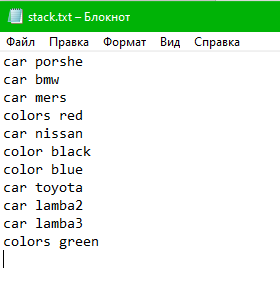 stack.txt – Блокнот
Файл Правка Формат Вид Справка
car porshe
car bmw
car mers
colors red
car nissan
color black
color blue
car toyota
car lamba2
car lamba3
colors green